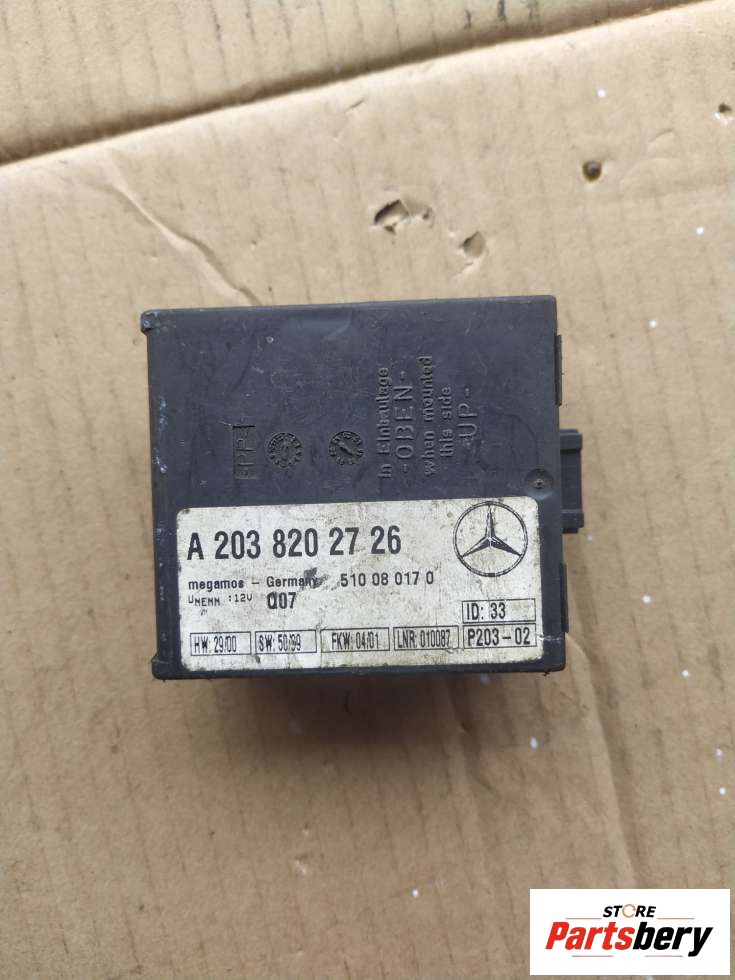 In Einbaulage
-OBEN-
when mounted
this side
-UP-
A 203 820 27 26
megamos - Germany 510 08 017 0
UNENN :12V Q07
ID: 33
HW: 29/00 SW: 50/99 FKW: 04/01 LNR: 010087 P203-02
STORE
Partsbery